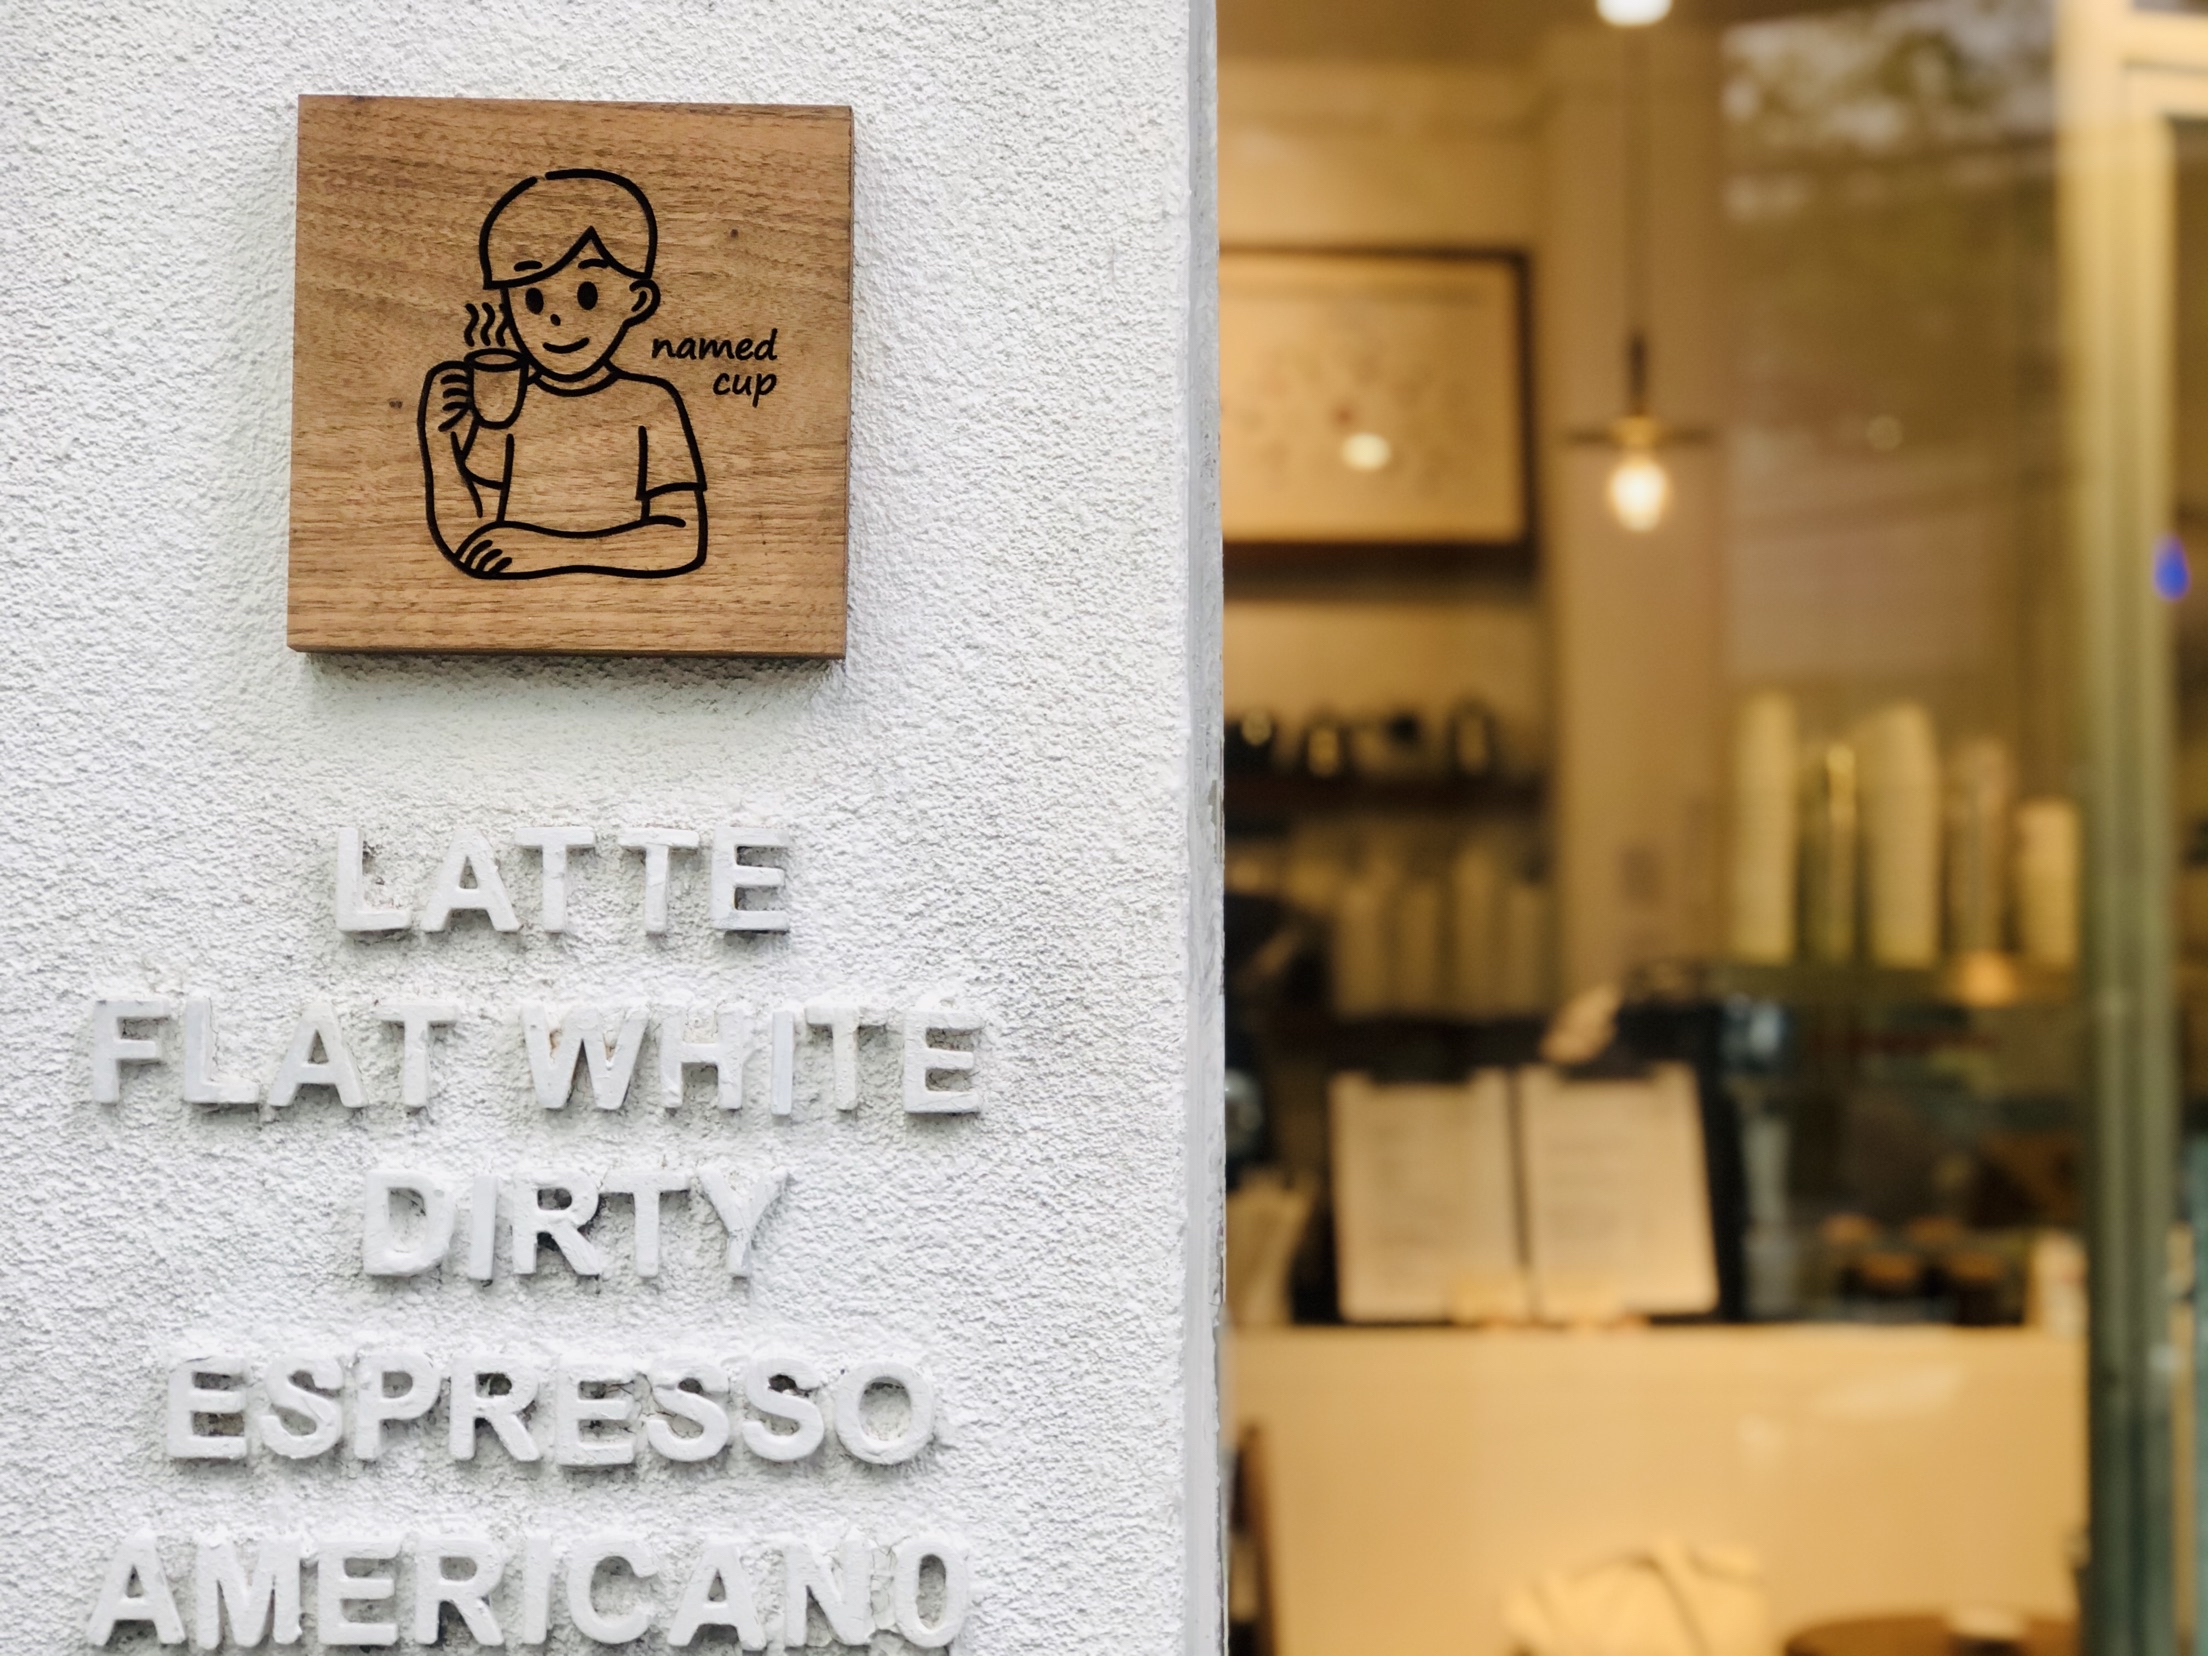 named
cup
LATTE
FLAT WHITE
DIRTY
ESPRESSO
AMERICANO